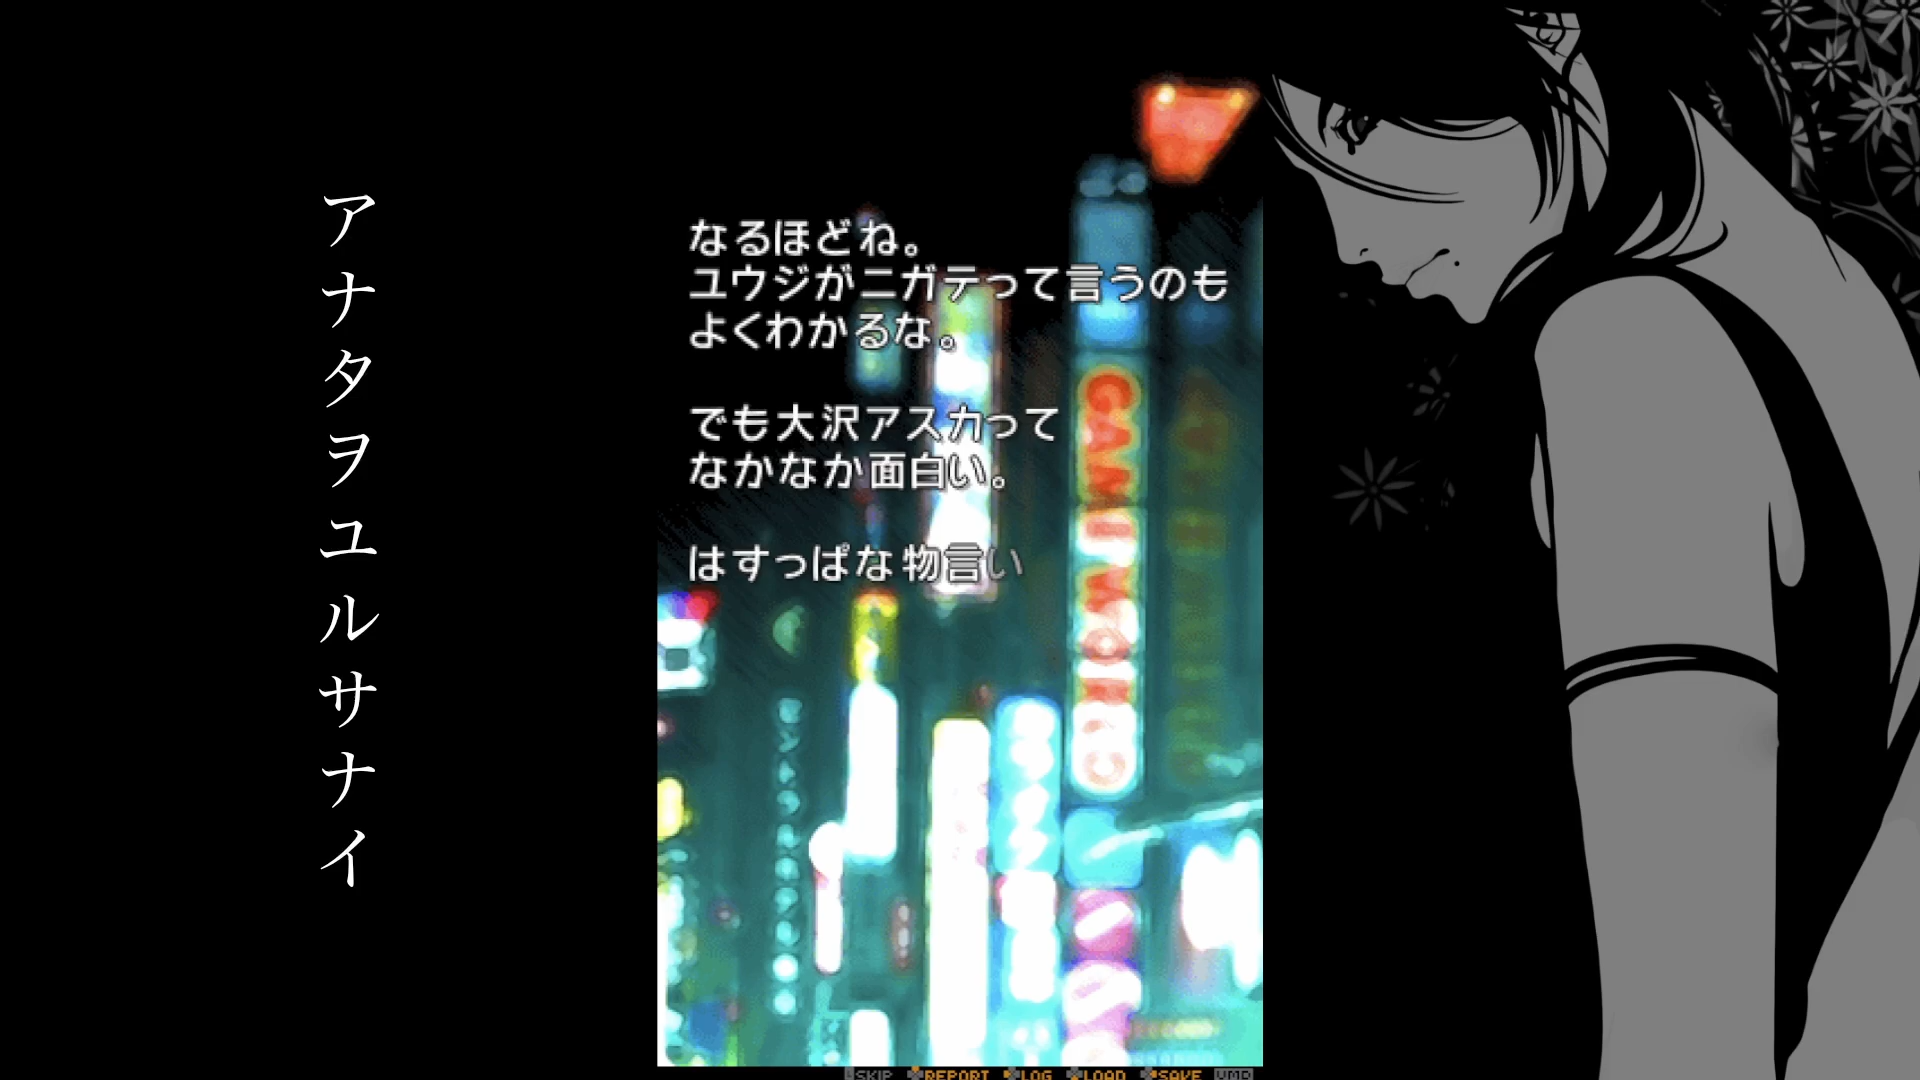 アナタヲユルサナイ
なるほどね。
ユウジがニガテって言うのも
よくわかるな。
でも大沢アスカって
なかなか面白い。
はすっぱな物言い
SKIP REPORT LOG LOAD SAVE